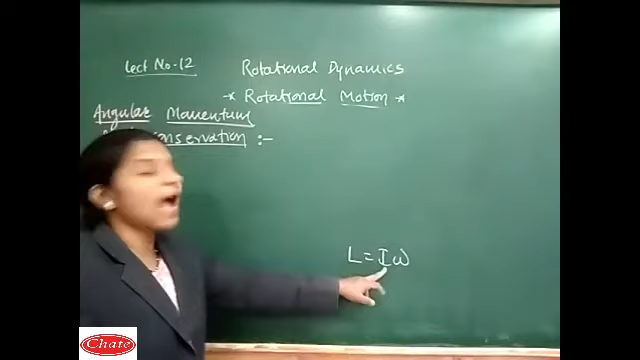 Lect No-12
Rotational Dynamics
* Rotational Motion *
Angular Momentum
Conservation :-
L = Iω
Chate